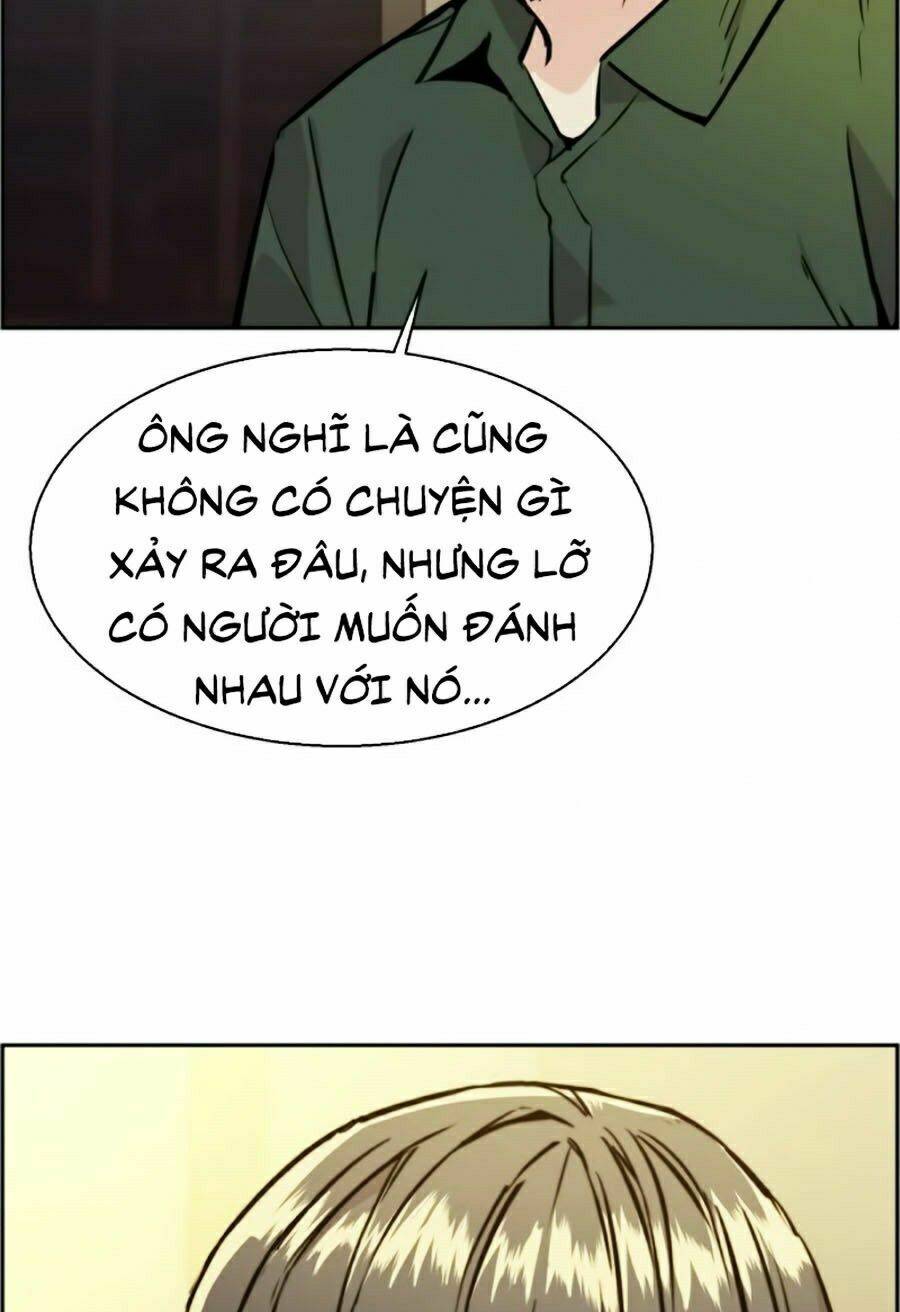 ÔNG NGHĨ LÀ CŨNG
KHÔNG CÓ CHUYỆN GÌ
XẢY RA ĐÂU, NHƯNG LỠ
CÓ NGƯỜI MUỐN ĐÁNH
NHAU VỚI NÓ...